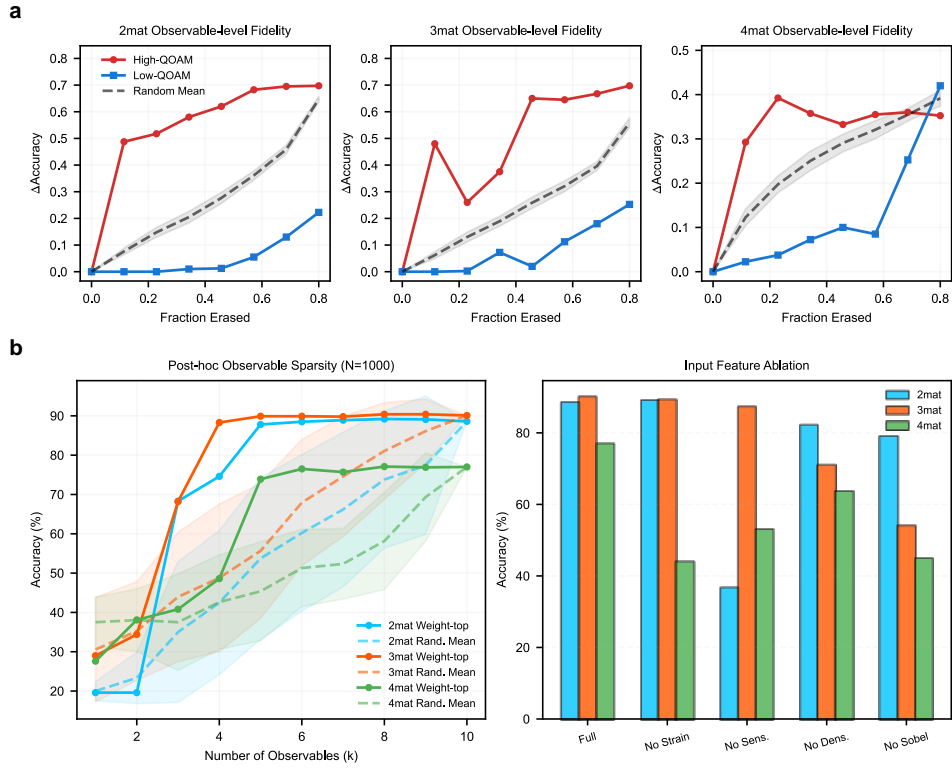 a
2mat Observable-level Fidelity
3mat Observable-level Fidelity
4mat Observable-level Fidelity
High-QOAM
Low-QOAM
Random Mean
ΔAccuracy
0.8
0.7
0.6
0.5
0.4
0.3
0.2
0.1
0.0
0.0 0.2 0.4 0.6 0.8
Fraction Erased
ΔAccuracy
0.8
0.7
0.6
0.5
0.4
0.3
0.2
0.1
0.0
0.0 0.2 0.4 0.6 0.8
Fraction Erased
ΔAccuracy
0.5
0.4
0.3
0.2
0.1
0.0
0.0 0.2 0.4 0.6 0.8
Fraction Erased
b
Post-hoc Observable Sparsity (N=1000)
Accuracy (%)
90
80
70
60
50
40
30
20
2mat Weight-top
2mat Rand. Mean
3mat Weight-top
3mat Rand. Mean
4mat Weight-top
4mat Rand. Mean
2 4 6 8 10
Number of Observables (k)
Input Feature Ablation
2mat
3mat
4mat
Accuracy (%)
80
60
40
20
0
Full No Strain No Sens. No Dens. No Sobel